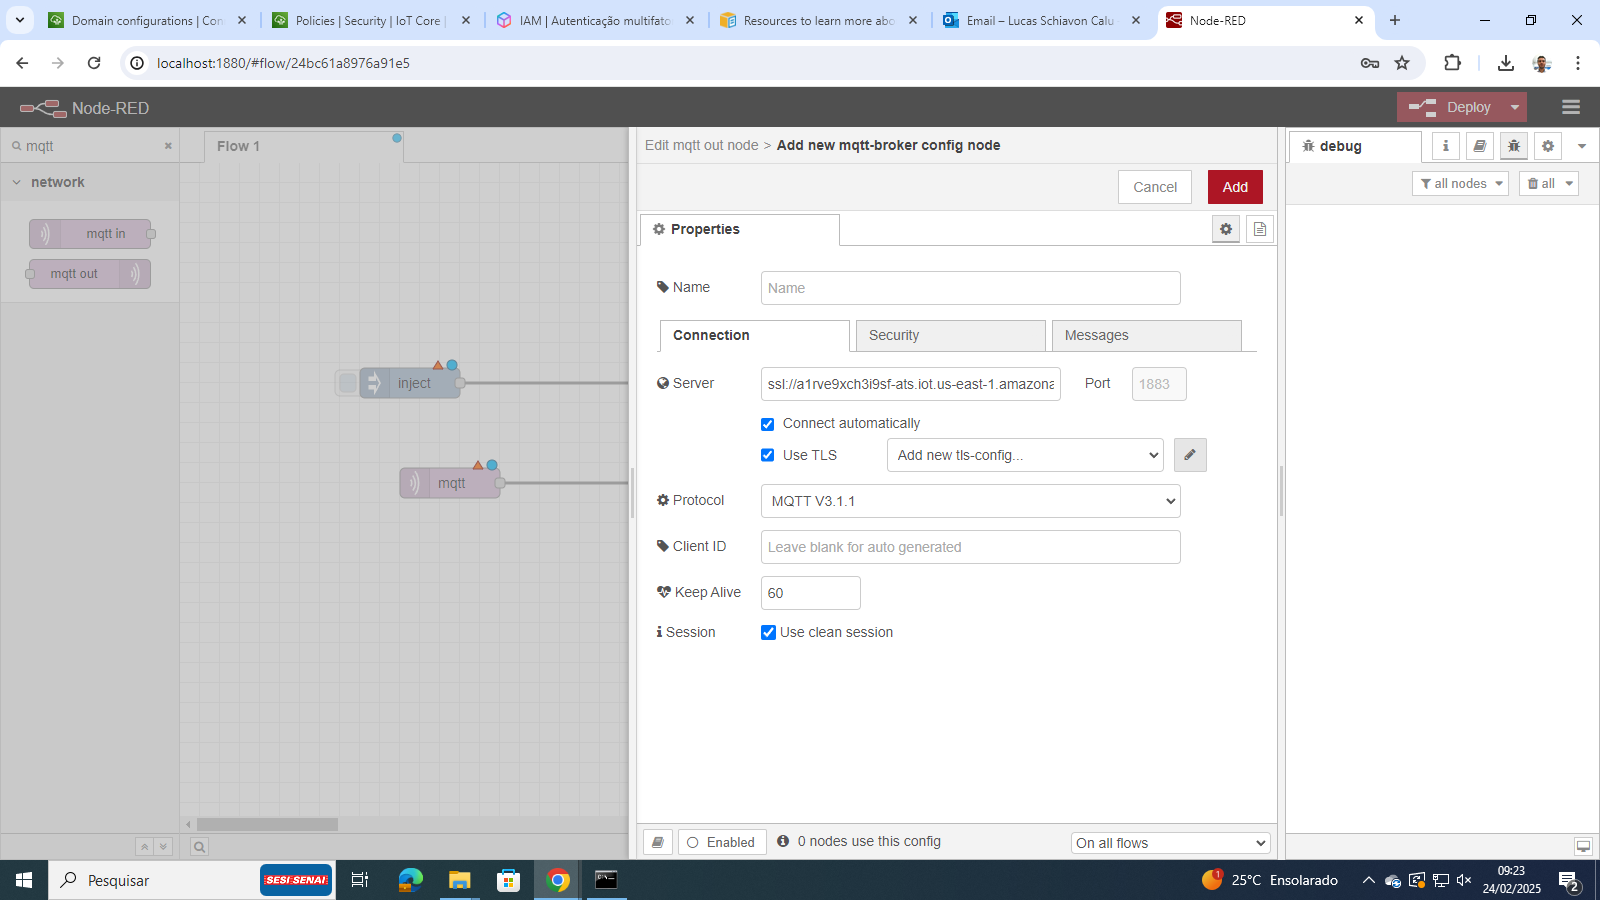 Domain configurations | Con
Policies | Security | IoT Core |
IAM | Autenticação multifato
Resources to learn more abo
Email – Lucas Schiavon Calu
Node-RED
localhost:1880/#flow/24bc61a8976a91e5
Node-RED
Deploy
mqtt
Flow 1
Edit mqtt out node > Add new mqtt-broker config node
debug
network
Cancel
Add
all nodes
all
mqtt in
mqtt out
Properties
Name
Name
Connection
Security
Messages
inject
Server
ssl://a1rve9xch3i9sf-ats.iot.us-east-1.amazona
Port
1883
Connect automatically
Use TLS
Add new tls-config...
mqtt
Protocol
MQTT V3.1.1
Client ID
Leave blank for auto generated
Keep Alive
60
Session
Use clean session
Enabled
0 nodes use this config
On all flows
Pesquisar
SESI SENAI
1
25°C Ensolarado
09:23
24/02/2025
2